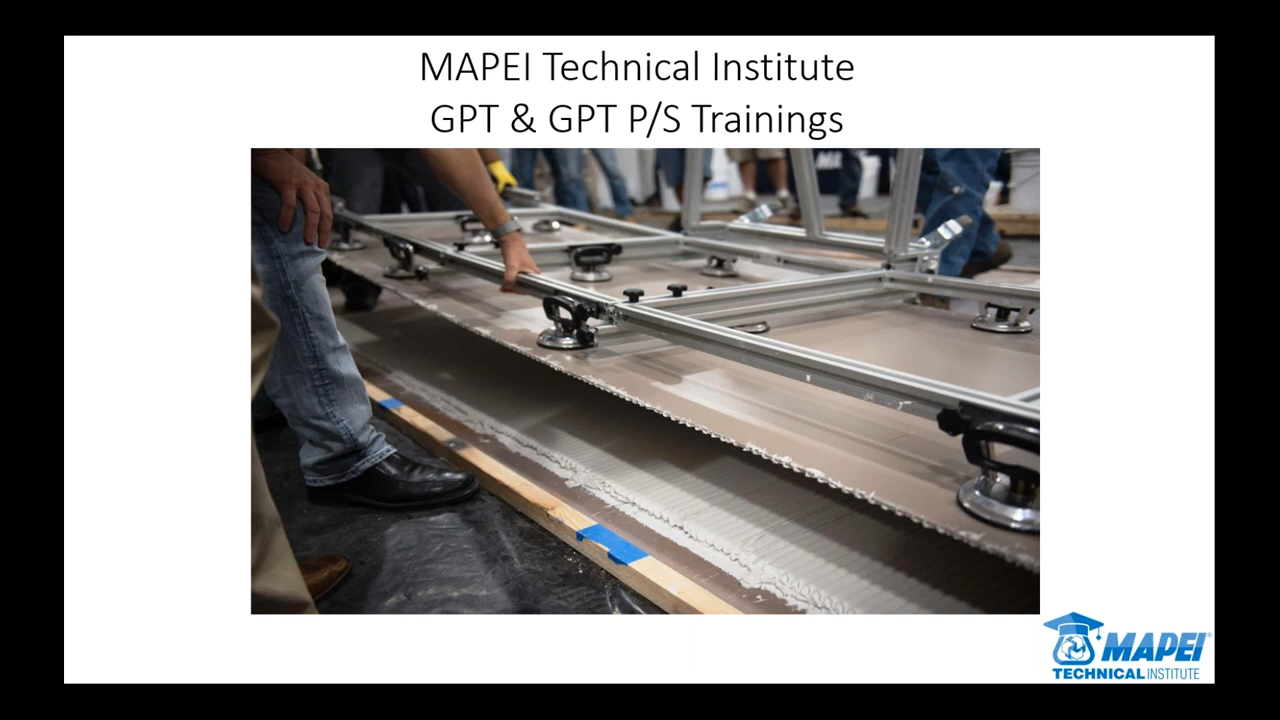 MAPEI Technical Institute
GPT & GPT P/S Trainings
MAPEI
TECHNICAL INSTITUTE